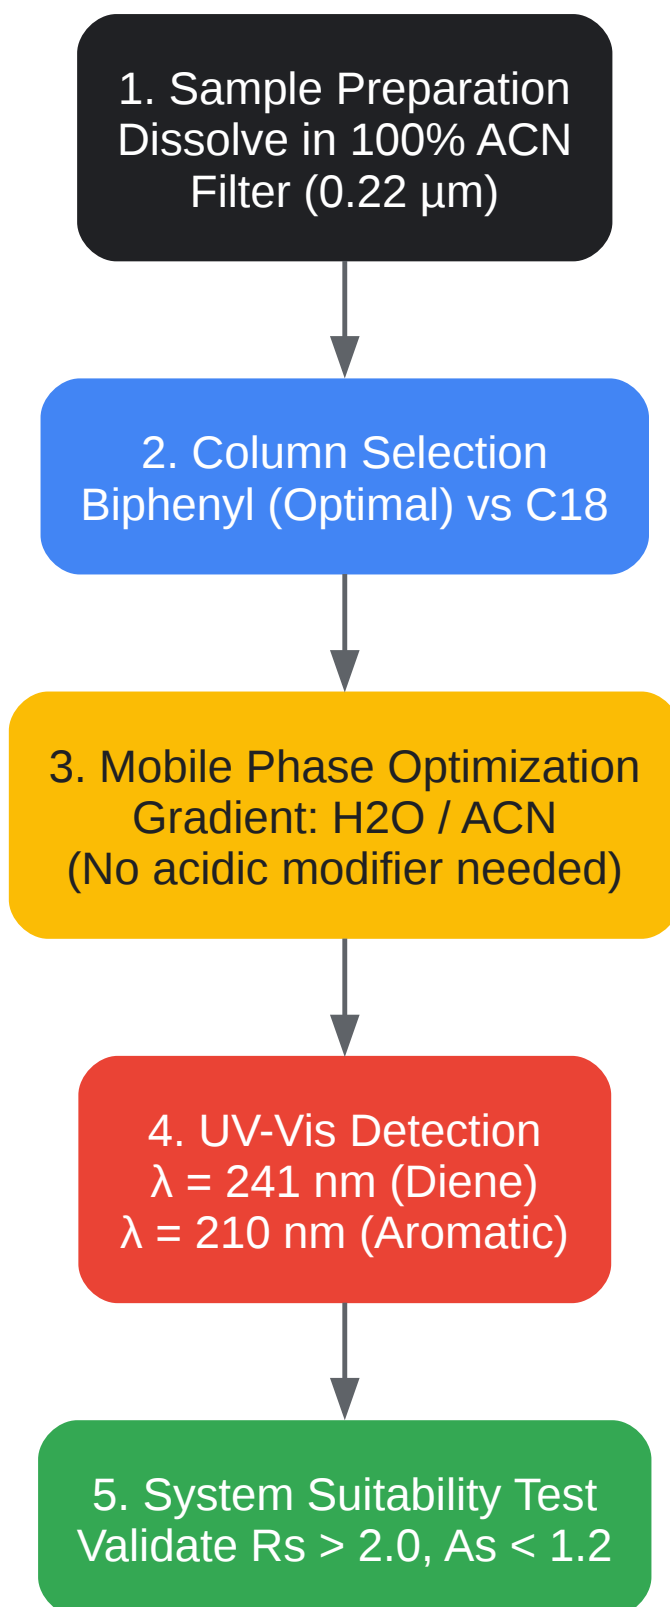 1. Sample Preparation
Dissolve in 100% ACN
Filter (0.22 µm)
2. Column Selection
Biphenyl (Optimal) vs C18
3. Mobile Phase Optimization
Gradient: H2O / ACN
(No acidic modifier needed)
4. UV-Vis Detection
λ = 241 nm (Diene)
λ = 210 nm (Aromatic)
5. System Suitability Test
Validate Rs > 2.0, As < 1.2